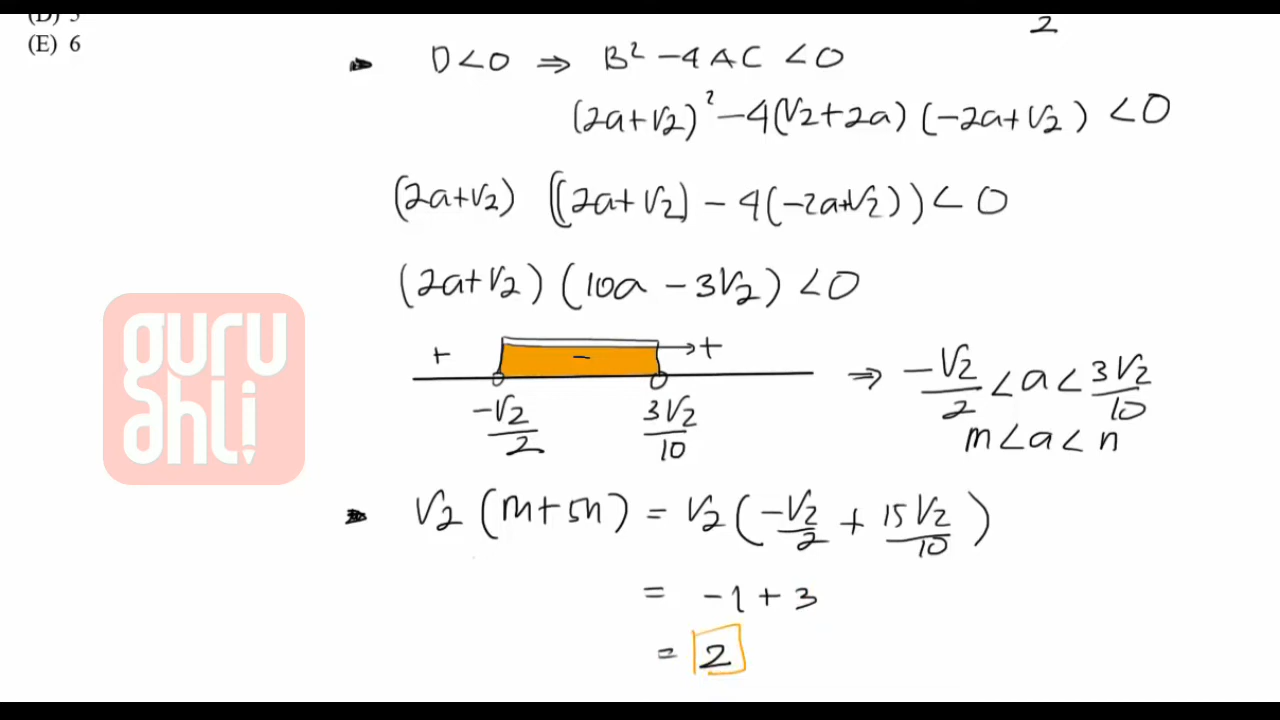 (D) 5
(E) 6
2
D<0 ⇒ B² -4AC <0
(2a+√2)² -4(√2+2a) (-2a+√2) <0
(2a+√2) ((2a+√2) - 4(-2a+√2)) < 0
(2a+√2) (10a - 3√2) <0
+ - → +
⇒ -√2/2 < a < 3√2/10
-√2/2 3√2/10
m < a < n
√2 (m+5n) = √2 (-√2/2 + 15√2/10)
= -1 + 3
= 2
guru
ahli